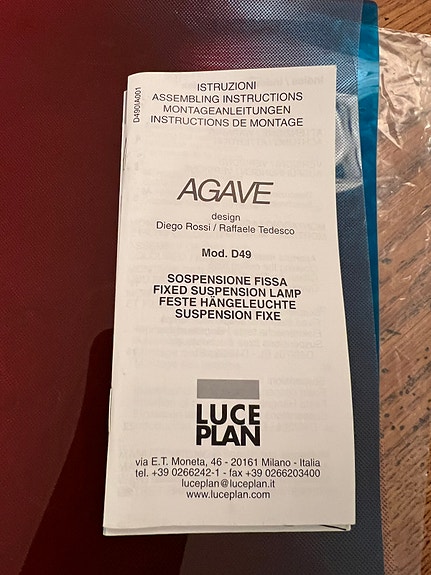 D490A001
ISTRUZIONI
ASSEMBLING INSTRUCTIONS
MONTAGEANLEITUNGEN
INSTRUCTIONS DE MONTAGE
AGAVE
design
Diego Rossi / Raffaele Tedesco
Mod. D49
SOSPENSIONE FISSA
FIXED SUSPENSION LAMP
FESTE HÄNGELEUCHTE
SUSPENSION FIXE
LUCE
PLAN
via E.T. Moneta, 46 - 20161 Milano - Italia
tel. +39 0266242-1 - fax +39 0266203400
luceplan@luceplan.it
www.luceplan.com